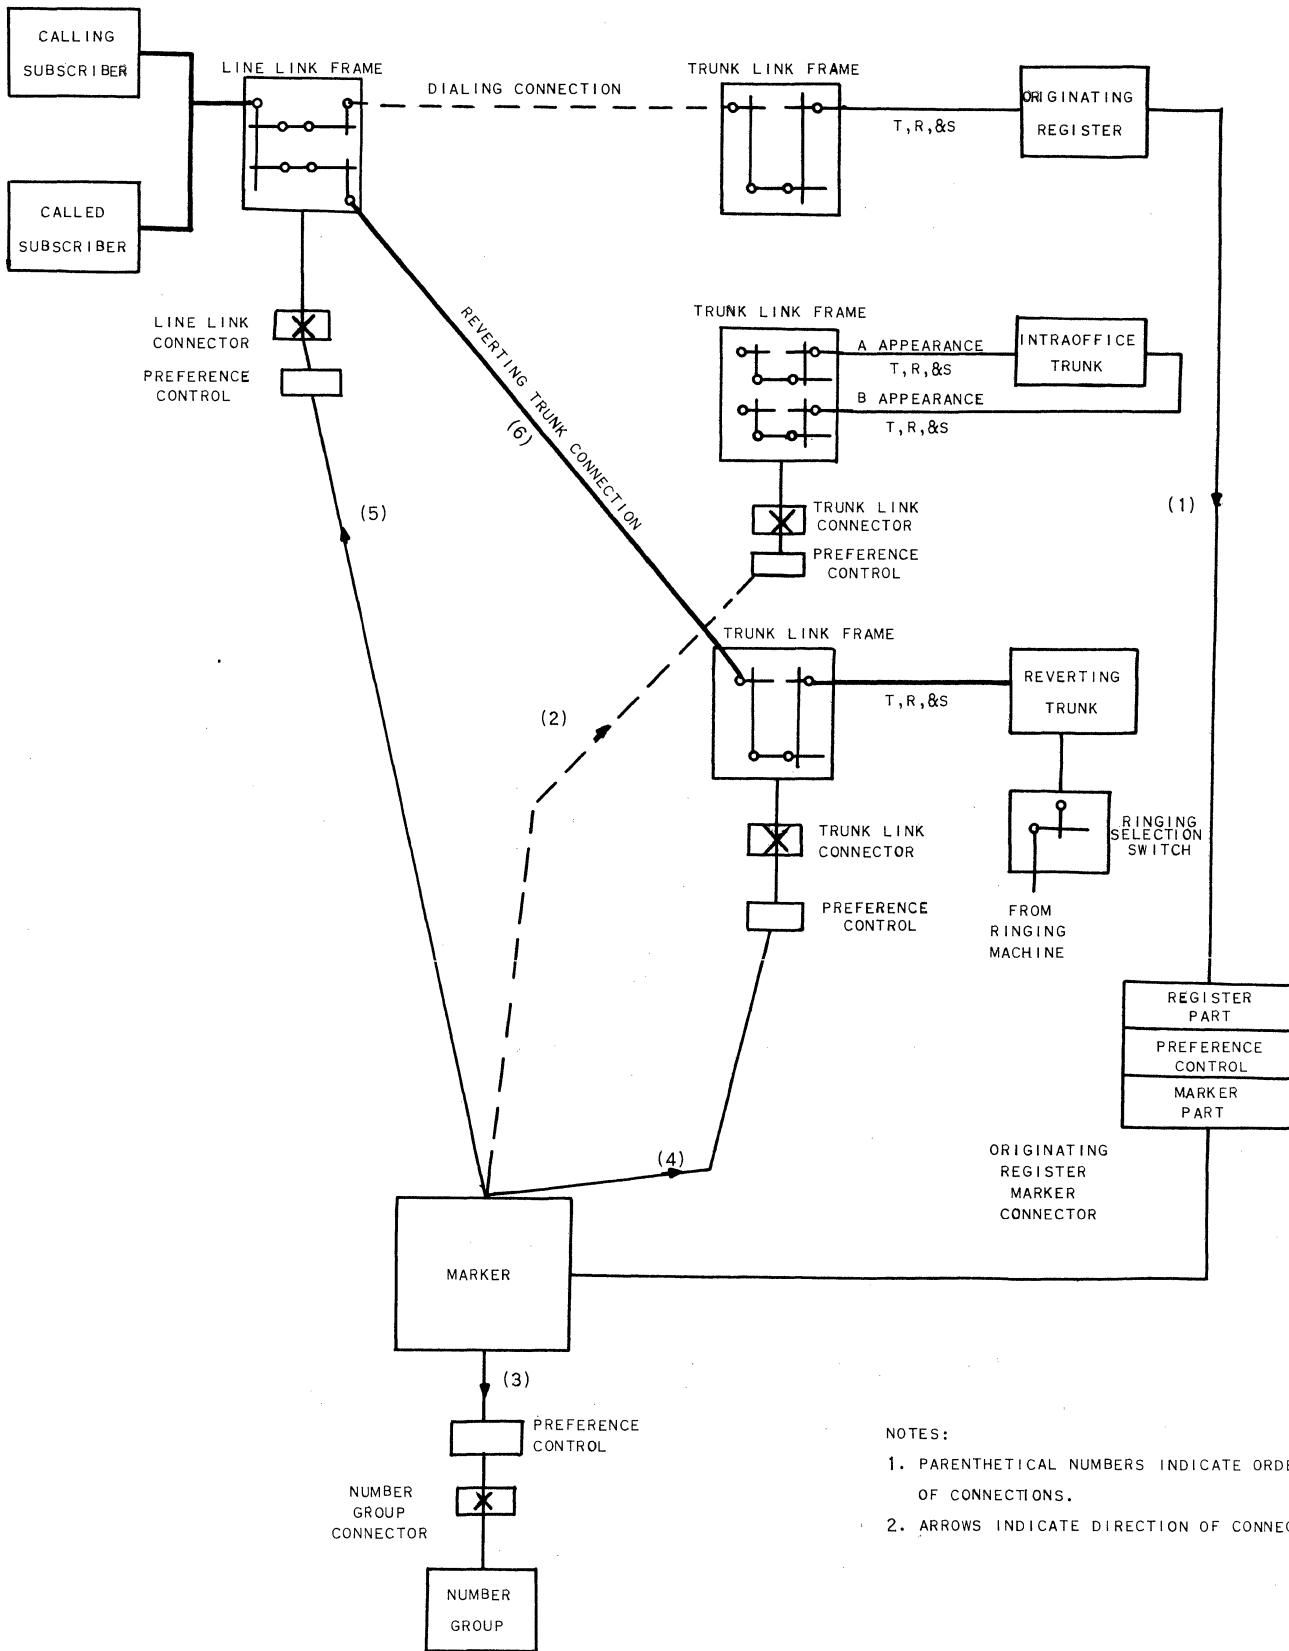 CALLING
SUBSCRIBER
LINE LINK FRAME
DIALING CONNECTION
TRUNK LINK FRAME
T,R,&S
ORIGINATING
REGISTER
CALLED
SUBSCRIBER
LINE LINK
CONNECTOR
PREFERENCE
CONTROL
REVERTING TRUNK CONNECTION
(6)
TRUNK LINK FRAME
A APPEARANCE
T,R,&S
B APPEARANCE
T,R,&S
INTRAOFFICE
TRUNK
TRUNK LINK
CONNECTOR
PREFERENCE
CONTROL
(1)
(5)
(2)
TRUNK LINK FRAME
T,R,&S
REVERTING
TRUNK
TRUNK LINK
CONNECTOR
PREFERENCE
CONTROL
RINGING
SELECTION
SWITCH
FROM
RINGING
MACHINE
REGISTER
PART
PREFERENCE
CONTROL
MARKER
PART
ORIGINATING
REGISTER
MARKER
CONNECTOR
(4)
MARKER
(3)
PREFERENCE
CONTROL
NUMBER
GROUP
CONNECTOR
NUMBER
GROUP
NOTES:
1. PARENTHETICAL NUMBERS INDICATE ORDE
OF CONNECTIONS.
2. ARROWS INDICATE DIRECTION OF CONNEC